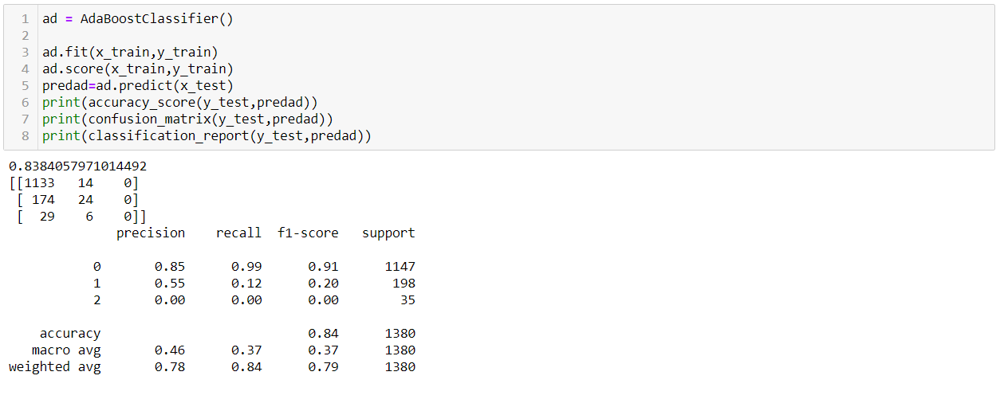 1 ad = AdaBoostClassifier()
2
3 ad.fit(x_train,y_train)
4 ad.score(x_train,y_train)
5 predad=ad.predict(x_test)
6 print(accuracy_score(y_test,predad))
7 print(confusion_matrix(y_test,predad))
8 print(classification_report(y_test,predad))
0.8384057971014492
[[1133   14    0]
 [ 174   24    0]
 [  29    6    0]]
              precision    recall  f1-score   support

           0       0.85      0.99      0.91      1147
           1       0.55      0.12      0.20       198
           2       0.00      0.00      0.00        35

    accuracy                           0.84      1380
   macro avg       0.46      0.37      0.37      1380
weighted avg       0.78      0.84      0.79      1380